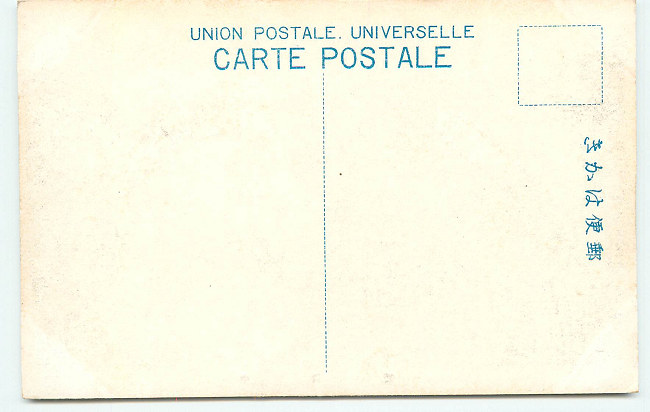 UNION POSTALE. UNIVERSELLE
CARTE POSTALE
郵便はかき